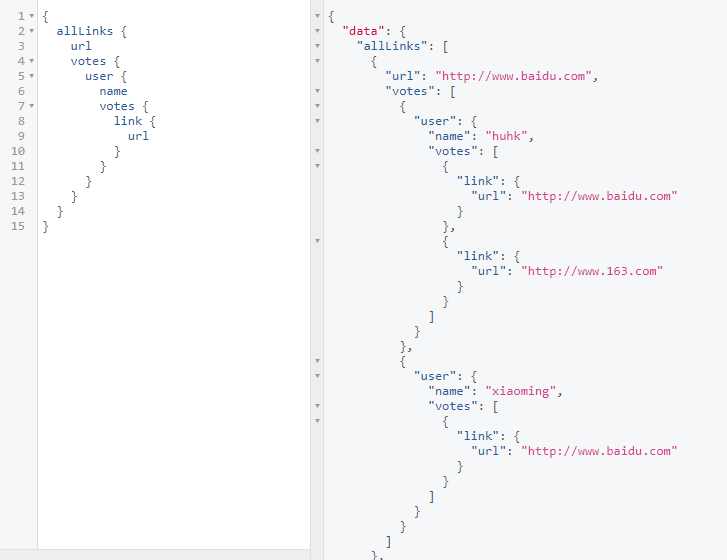 1 {
2   allLinks {
3     url
4     votes {
5       user {
6         name
7         votes {
8           link {
9             url
10           }
11         }
12       }
13     }
14   }
15 }
{
  "data": {
    "allLinks": [
      {
        "url": "http://www.baidu.com",
        "votes": [
          {
            "user": {
              "name": "huhk",
              "votes": [
                {
                  "link": {
                    "url": "http://www.baidu.com"
                  }
                },
                {
                  "link": {
                    "url": "http://www.163.com"
                  }
                }
              ]
            }
          },
          {
            "user": {
              "name": "xiaoming",
              "votes": [
                {
                  "link": {
                    "url": "http://www.baidu.com"
                  }
                }
              ]
            }
          }
        ]
      },